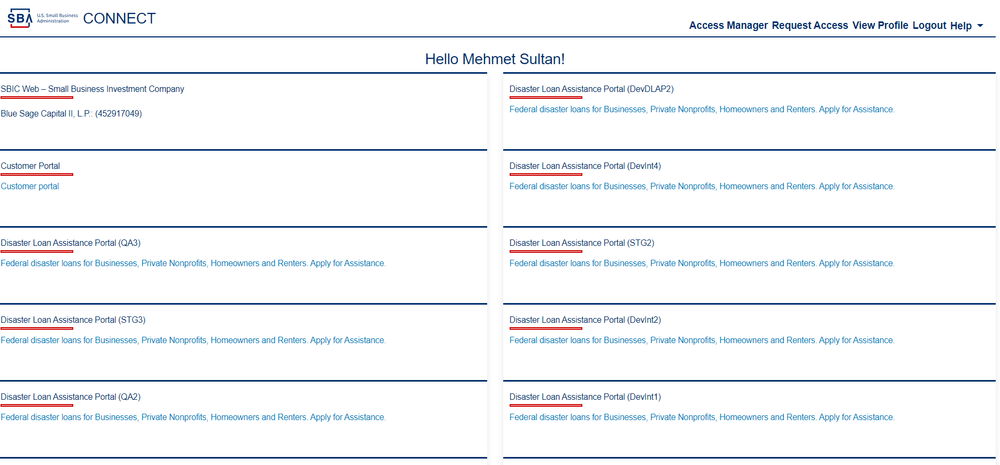 SBA U.S. Small Business
Administration
CONNECT
Access Manager Request Access View Profile Logout Help
Hello Mehmet Sultan!
SBIC Web – Small Business Investment Company
Blue Sage Capital II, L.P.: (452917049)
Disaster Loan Assistance Portal (DevDLAP2)
Federal disaster loans for Businesses, Private Nonprofits, Homeowners and Renters. Apply for Assistance.
Customer Portal
Customer portal
Disaster Loan Assistance Portal (DevInt4)
Federal disaster loans for Businesses, Private Nonprofits, Homeowners and Renters. Apply for Assistance.
Disaster Loan Assistance Portal (QA3)
Federal disaster loans for Businesses, Private Nonprofits, Homeowners and Renters. Apply for Assistance.
Disaster Loan Assistance Portal (STG2)
Federal disaster loans for Businesses, Private Nonprofits, Homeowners and Renters. Apply for Assistance.
Disaster Loan Assistance Portal (STG3)
Federal disaster loans for Businesses, Private Nonprofits, Homeowners and Renters. Apply for Assistance.
Disaster Loan Assistance Portal (DevInt2)
Federal disaster loans for Businesses, Private Nonprofits, Homeowners and Renters. Apply for Assistance.
Disaster Loan Assistance Portal (QA2)
Federal disaster loans for Businesses, Private Nonprofits, Homeowners and Renters. Apply for Assistance.
Disaster Loan Assistance Portal (DevInt1)
Federal disaster loans for Businesses, Private Nonprofits, Homeowners and Renters. Apply for Assistance.